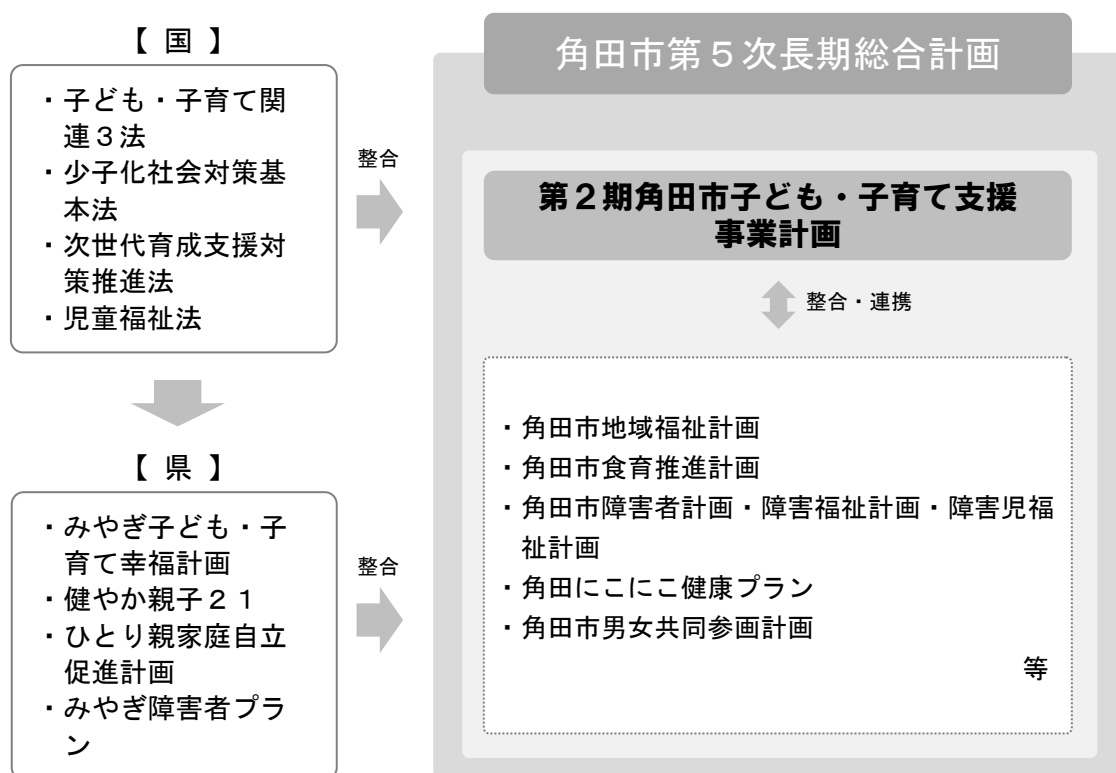 【 国 】
・子ども・子育て関
連３法
・少子化社会対策基
本法
・次世代育成支援対
策推進法
・児童福祉法
整合
【 県 】
・みやぎ子ども・子
育て幸福計画
・健やか親子２１
・ひとり親家庭自立
促進計画
・みやぎ障害者プラ
ン
整合
角田市第５次長期総合計画
第２期角田市子ども・子育て支援
事業計画
整合・連携
・角田市地域福祉計画
・角田市食育推進計画
・角田市障害者計画・障害福祉計画・障害児福
祉計画
・角田にこにこ健康プラン
・角田市男女共同参画計画
等